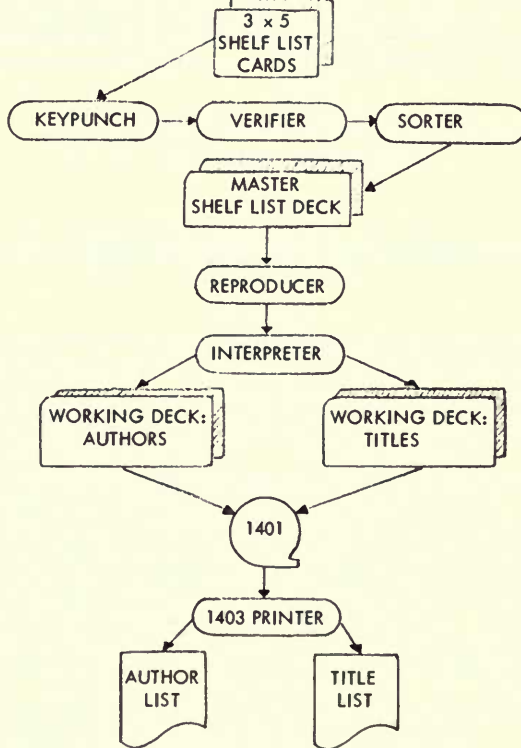 3 x 5
SHELF LIST
CARDS
KEYPUNCH
VERIFIER
SORTER
MASTER
SHELF LIST DECK
REPRODUCER
INTERPRETER
WORKING DECK:
AUTHORS
WORKING DECK:
TITLES
1401
1403 PRINTER
AUTHOR
LIST
TITLE
LIST